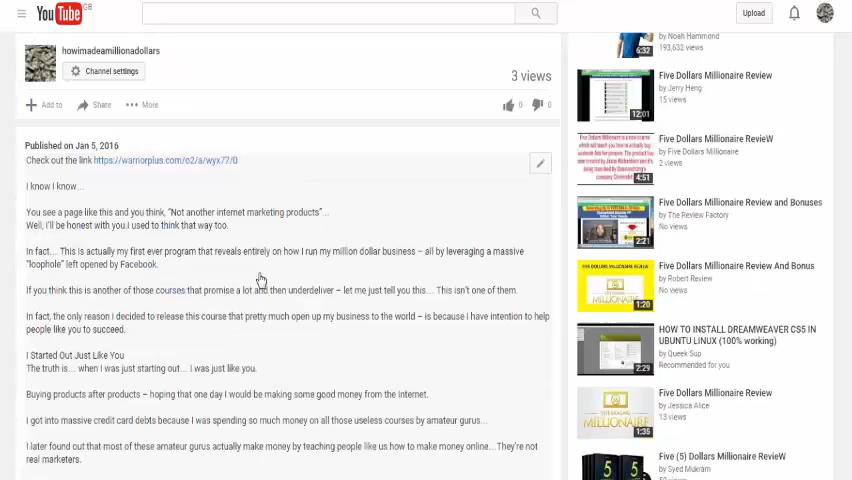 YouTube GB
Upload
howimadeamilliondollars
Channel settings
3 views
Add to
Share
More
0
0
Published on Jan 5, 2016
Check out the link https://warriorplus.com/o2/a/wyx77/0
I know I know...
You see a page like this and you think, "Not another internet marketing products"...
Well, I'll be honest with you.i used to think that way too.
In fact... This is actually my first ever program that reveals entirely on how I run my million dollar business – all by leveraging a massive
"loophole" left opened by Facebook.
If you think this is another of those courses that promise a lot and then underdeliver – let me just tell you this... This isn't one of them.
In fact, the only reason I decided to release this course that pretty much open up my business to the world – is because I have intention to help
people like you to succeed.
I Started Out Just Like You
The truth is... when I was just starting out... I was just like you.
Buying products after products – hoping that one day I would be making some good money from the Internet.
I got into massive credit card debts because I was spending so much money on all those useless courses by amateur gurus...
I later found out that most of these amateur gurus actually make money by teaching people like us how to make money online...They're not
real marketers.
by Noah Hammond
193,632 views
6:32
Five Dollars Millionaire Review
by Jerry Heng
15 views
12:01
Five Dollars Millionaire RevieW
by Five Dollars Millionaire
2 views
4:51
Five Dollars Millionaire Review and Bonuses
by The Review Factory
No views
2:21
Five Dollars Millionaire Review And Bonus
by Robert Review
No views
MILLIONAIRE
1:20
HOW TO INSTALL DREAMWEAVER CS5 IN
UBUNTU LINUX (100% working)
by Queek Sup
Recommended for you
2:29
Five Dollars Millionaire Review
by Jessica Alice
13 views
MILLIONAIRE
1:35
Five (5) Dollars Millionaire RevieW
by Syed Mukram
5
5